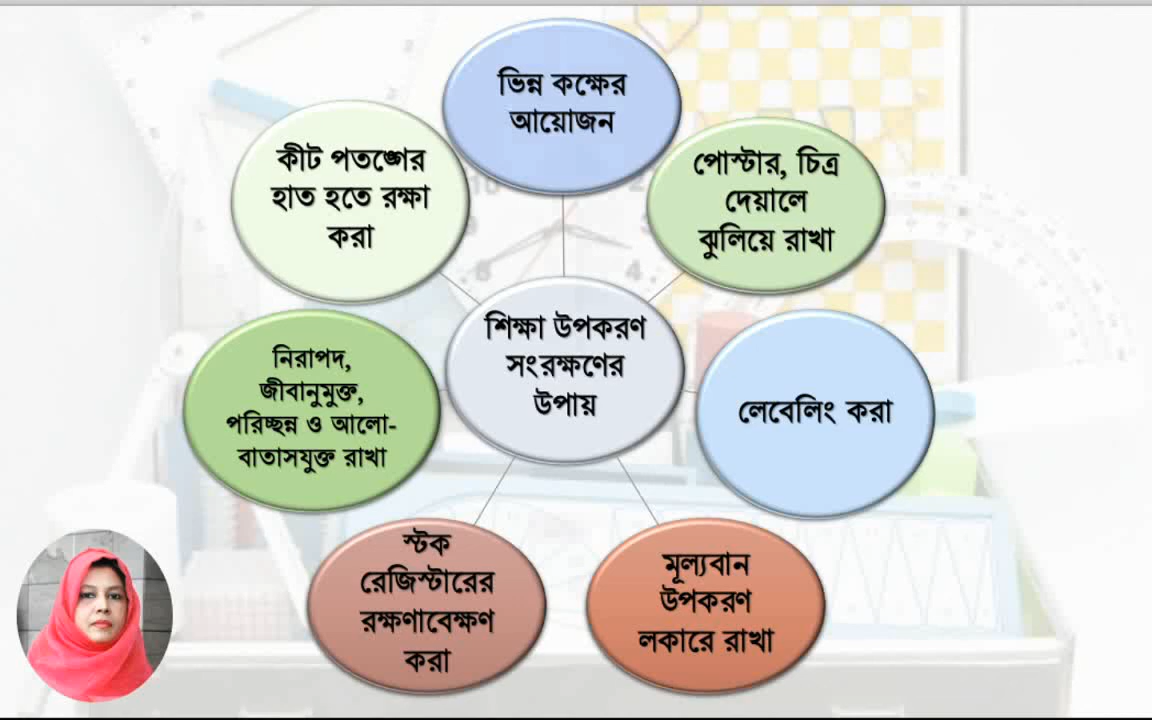 ভিন্ন কক্ষের
আয়োজন
পোস্টার, চিত্র
দেয়ালে
ঝুলিয়ে রাখা
লেবেলিং করা
মূল্যবান
উপকরণ
লকারে রাখা
স্টক
রেজিস্টারের
রক্ষণাবেক্ষণ
করা
নিরাপদ,
জীবানুমুক্ত,
পরিচ্ছন্ন ও আলো-
বাতাসযুক্ত রাখা
কীট পতঙ্গের
হাত হতে রক্ষা
করা
শিক্ষা উপকরণ
সংরক্ষণের
উপায়